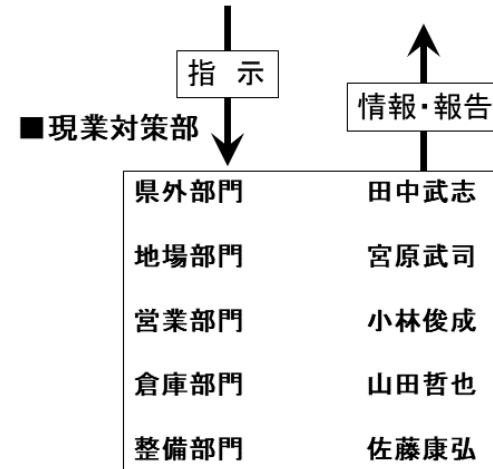 指 示
情報・報告
■現業対策部
県外部門 田中武志
地場部門 宮原武司
営業部門 小林俊成
倉庫部門 山田哲也
整備部門 佐藤康弘